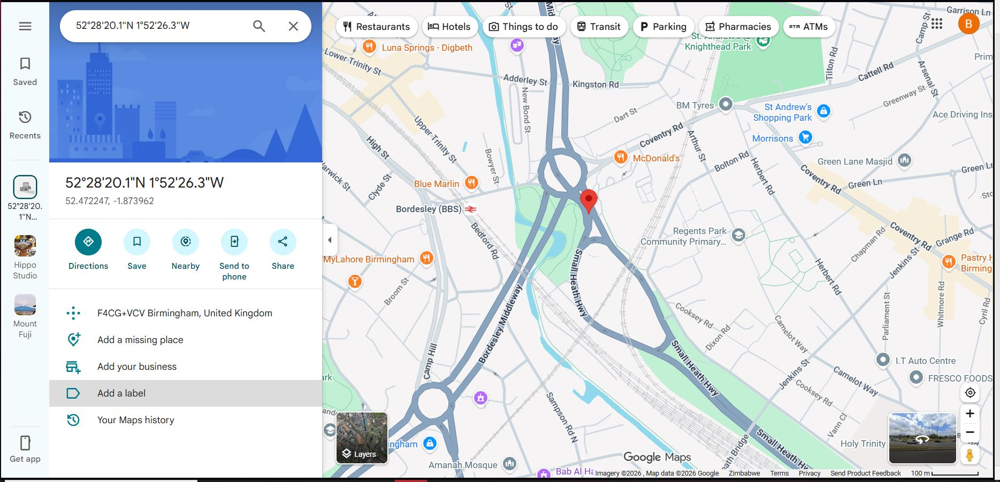 52°28'20.1"N 1°52'26.3"W
Saved
Recents
52°28'20.
1"N...
Hippo
Studio
Mount
Fuji
Get app
52°28'20.1"N 1°52'26.3"W
52.472247, -1.873962
Directions
Save
Nearby
Send to
phone
Share
F4CG+VCV Birmingham, United Kingdom
Add a missing place
Add your business
Add a label
Your Maps history
Restaurants
Hotels
Things to do
Transit
Parking
Pharmacies
ATM ATMs
B
Garrison Ln
Camp St
Luna Springs - Digbeth
St. Andrew's @
Knighthead Park
Lower Trinity St
Adderley St
Kingston Rd
New Bond St
Tilton Rd
Cattell Rd
Arsenal St
Prim
BM Tyres
St Andrew's
Shopping Park
Greenway St
Ace Driving Ins
Dart St
Coventry Rd
Arthur St
Morrisons
Upper Trinity St
High St
Bowyer St
McDonald's
Bolton Rd
Herbert Rd
Green Lane Masjid
Green Ln
Coventry Rd
Green Ln
Clyde St
Blue Marlin
Bordesley (BBS)
Bedford Rd
Regents Park
Community Primary...
Chapman Rd
Coventry Rd
Grange Rd
Jenkins St
MyLahore Birmingham
Small Heath Hwy
Pastry H
Birming
Herbert Rd
Broom St
Bordesley Middleway
Cooksey Rd
Dixon Rd
Camelot Way
Parliament St
Whitmore Rd
Cyril Rd
Camp Hill
Small Heath Hwy
I.T Auto Centre
FRESCO FOODS
Jenkins St
Camelot Way
Cooksey Rd
Sampson Rd N
Vann Cl
Small Heath Hw
Holy Trinity
ark
Layers
ingham
Amanah Mosque
Bab Al Ha
Google Maps
Imagery ©2026 , Map data ©2026 Google
Zimbabwe
Terms
Privacy
Send Product Feedback
100 m